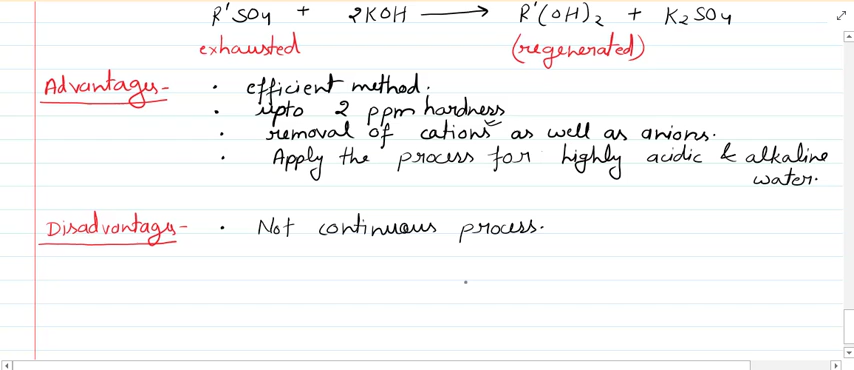 R'SO4 + 2KOH ⟶ R'(OH)2 + K2SO4
exhausted (regenerated)
Advantages- · efficient method.
· upto 2 ppm hardness
· removal of cations as well as anions.
· Apply the process for highly acidic & alkaline
water.
Disadvantages- · Not continuous process.